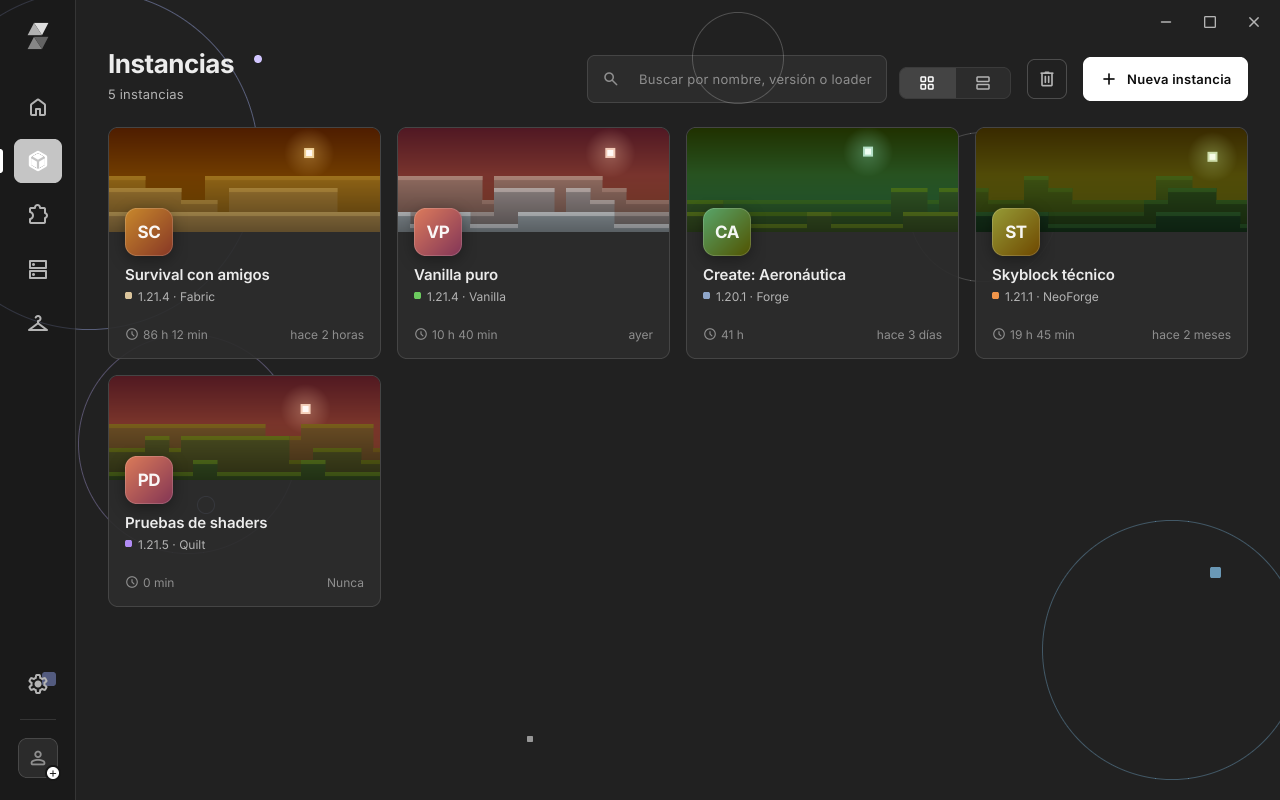 Instancias
5 instancias
Buscar por nombre, versión o loader
Nueva instancia
SC
Survival con amigos
1.21.4 · Fabric
86 h 12 min
hace 2 horas
VP
Vanilla puro
1.21.4 · Vanilla
10 h 40 min
ayer
CA
Create: Aeronáutica
1.20.1 · Forge
41 h
hace 3 días
ST
Skyblock técnico
1.21.1 · NeoForge
19 h 45 min
hace 2 meses
PD
Pruebas de shaders
1.21.5 · Quilt
0 min
Nunca